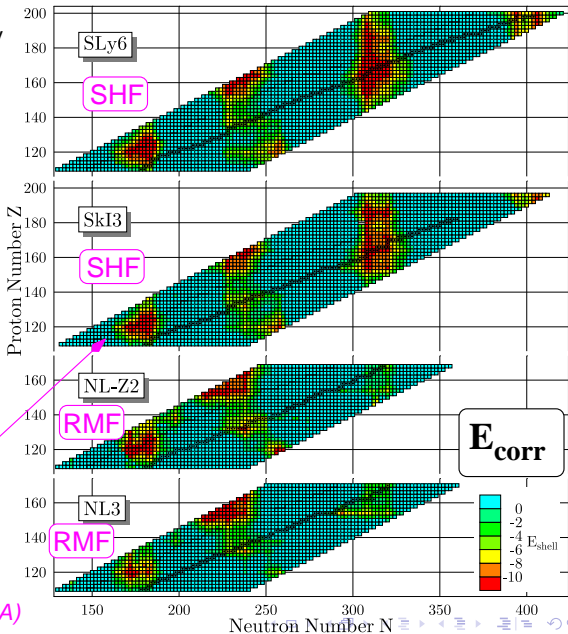 200
SLy6
180
SHF
160
140
120
200
SkI3
180
SHF
160
140
120
Proton Number Z
NL-Z2
160
RMF
140
120
E_corr
NL3
160
RMF
140
120
0
-2
-4
-6
-8
-10
E_shell
150
200
250
300
350
400
Neutron Number N
A)